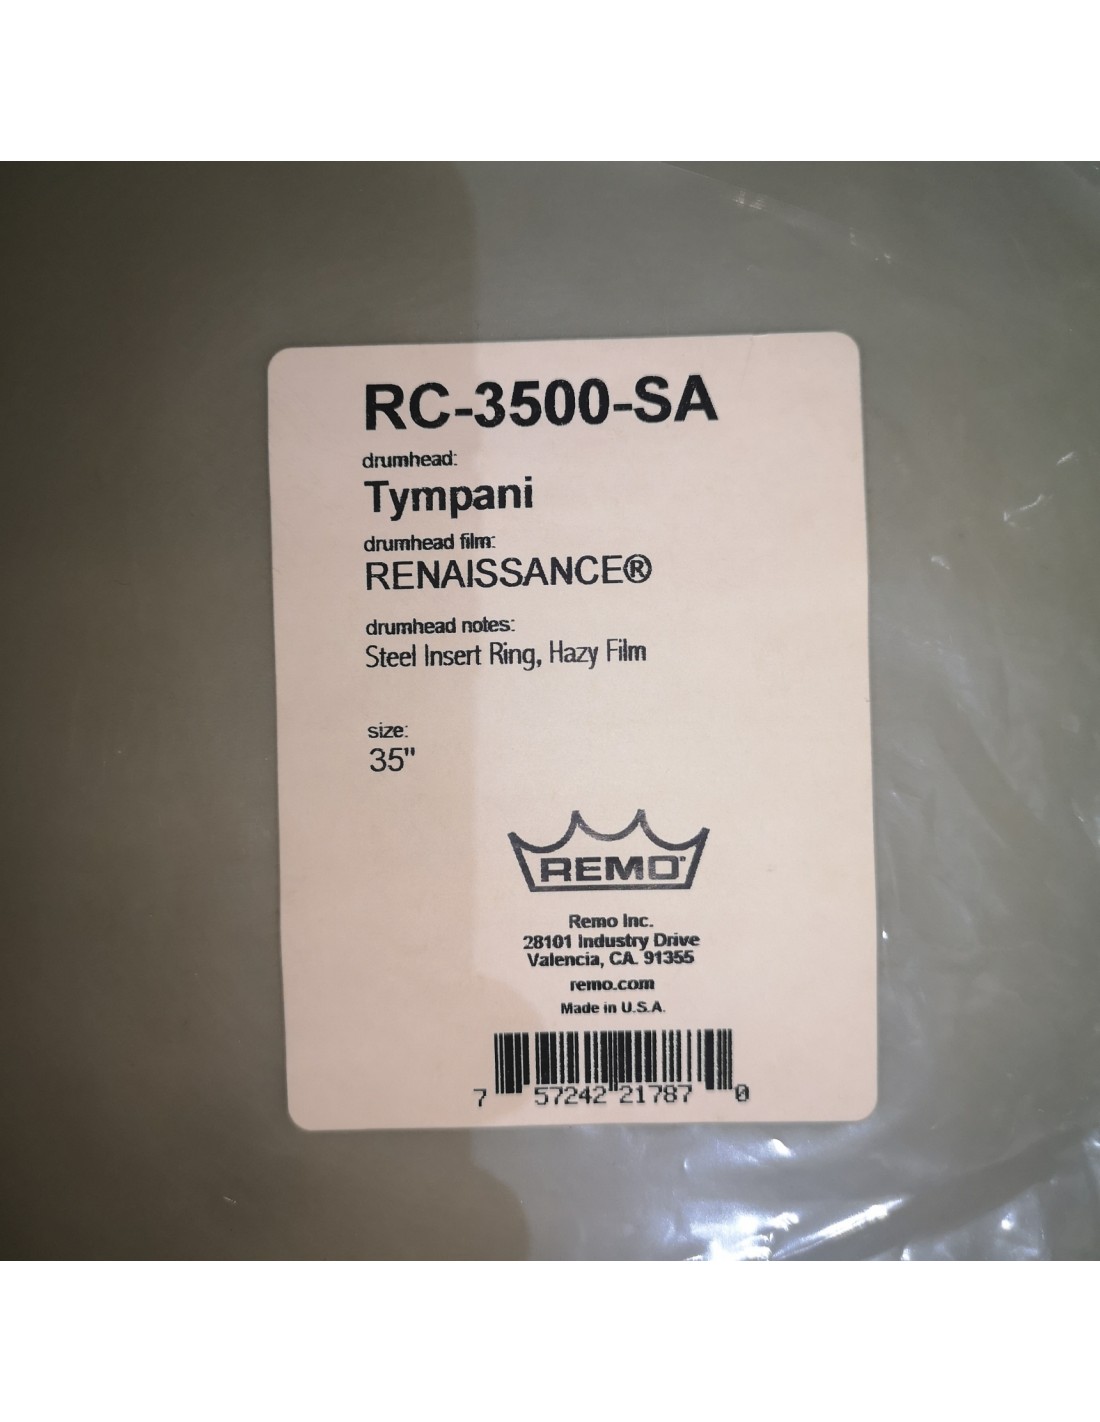 RC-3500-SA
drumhead:
Tympani
drumhead film:
RENAISSANCE®
drumhead notes:
Steel Insert Ring, Hazy Film
size:
35"
REMO
Remo Inc.
28101 Industry Drive
Valencia, CA. 91355
remo.com
Made in U.S.A.
7 57242 21787 0